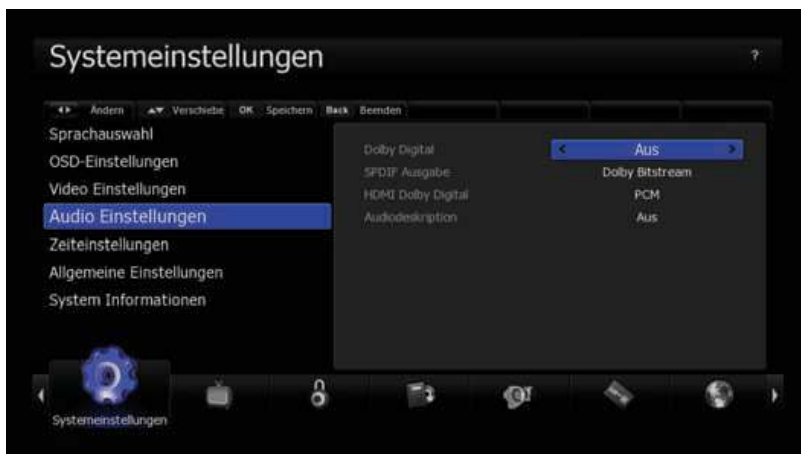 Systemeinstellungen
?
Ändern Verschiebe OK Speichern Back Beenden
Sprachauswahl
OSD-Einstellungen
Video Einstellungen
Audio Einstellungen
Zeiteinstellungen
Allgemeine Einstellungen
System Informationen
Dolby Digital Aus
SPDIF Ausgabe Dolby Bitstream
HDMI Dolby Digital PCM
Audiodeskription Aus
Systemeinstellungen